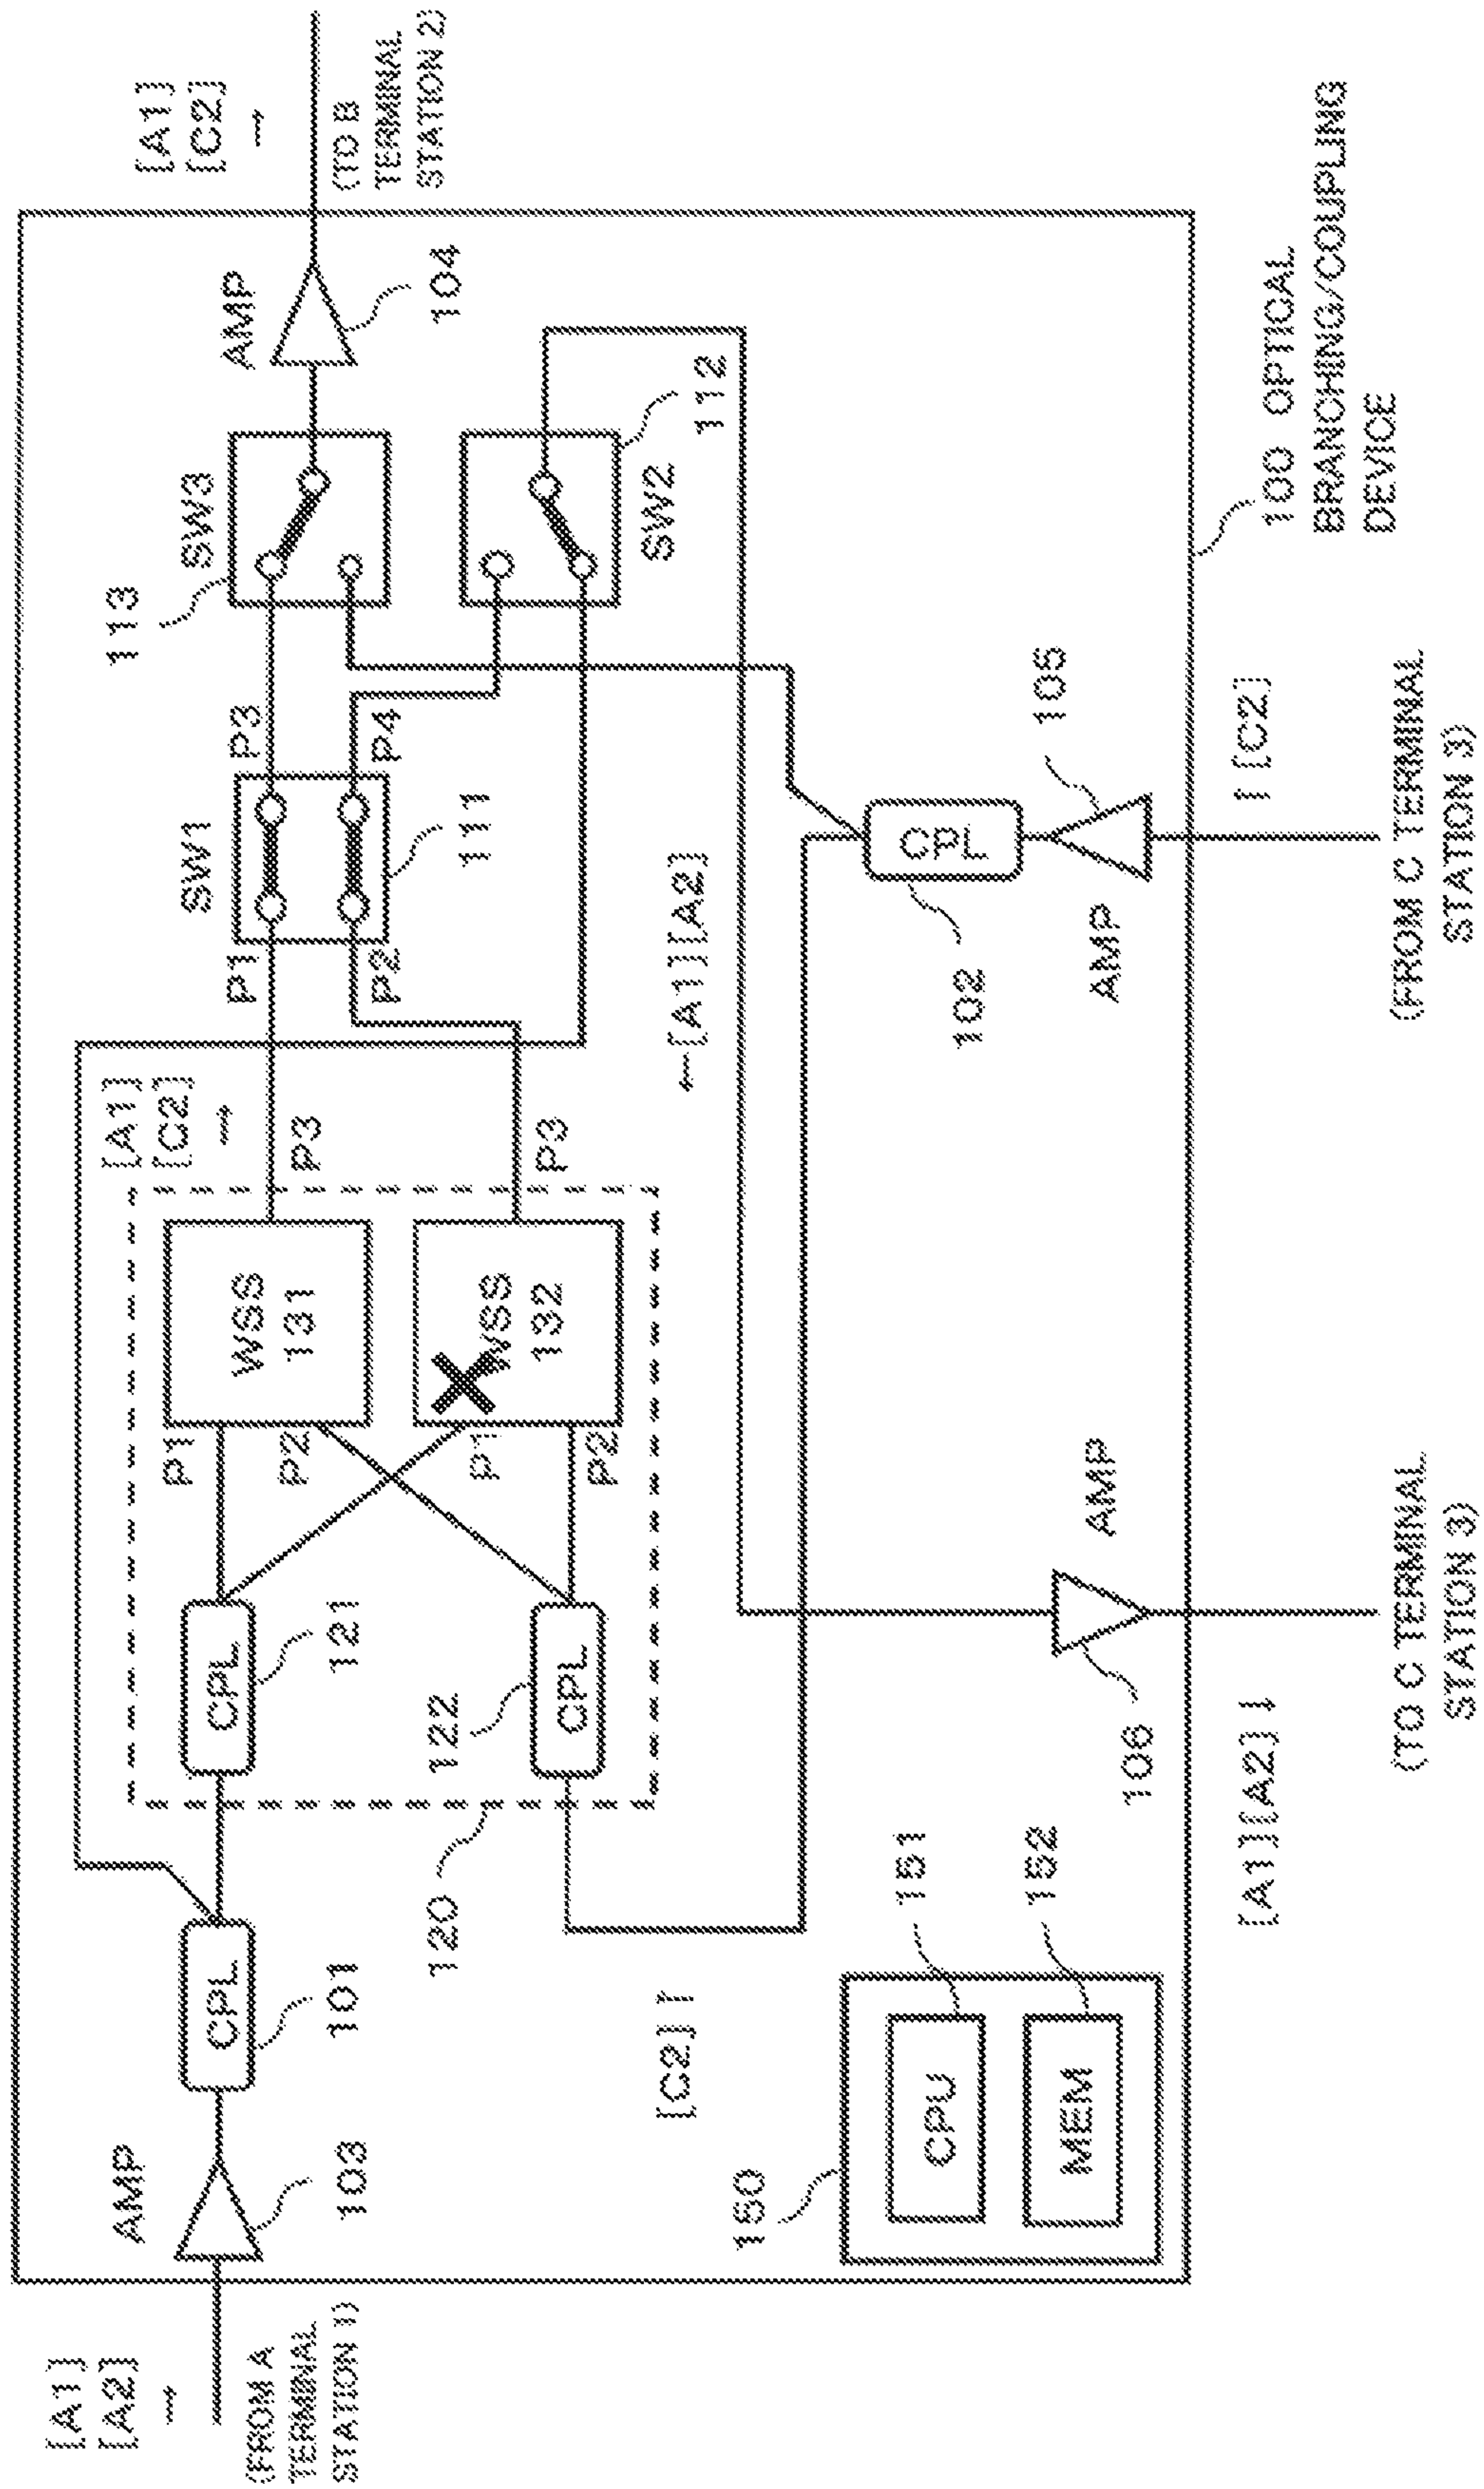 [A1]
[A2]
→
(FROM A
TERMINAL
STATION 1)
AMP
103
CPL
101
120
CPL
121
122
CPL
P1
P2
P1
P2
WSS
131
WSS
132
[A1]
[C2]
→
P3
P3
P1
P2
SW1
111
P3
P4
113
SW3
SW2
112
AMP
104
[A1]
[C2]
→
(TO B
TERMINAL
STATION 2)
←[A1][A2]
[C2]↑
150
CPU
151
MEM
152
106
AMP
[A1][A2]↓
(TO C TERMINAL
STATION 3)
102
CPL
AMP
105
↑[C2]
(FROM C TERMINAL
STATION 3)
100 OPTICAL
BRANCHING/COUPLING
DEVICE